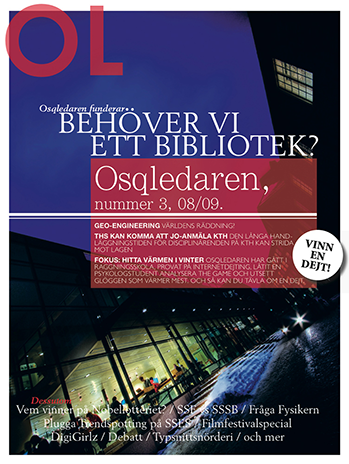 OL
Osqledaren funderar..
BEHÖVER VI
ETT BIBLIOTEK?
Osqledaren,
nummer 3, 08/09.
GEO-ENGINEERING VÄRLDENS RÄDDNING!
THS KAN KOMMA ATT JO-ANMÄLA KTH DEN LÅNGA HAND-
LÄGGNINGSTIDEN FÖR DISCIPLINÄRENDEN PÅ KTH KAN STRIDA
MOT LAGEN
FOKUS: HITTA VÄRMEN I VINTER OSQLEDAREN HAR GÅTT I
RAGGNINGSSKOLA, PROVAT PÅ INTERNETDEJTING, LÅTIT EN
PSYKOLOGSTUDENT ANALYSERA THE GAME OCH UTSETT
GLÖGGEN SOM VÄRMER MEST. OCH SÅ KAN DU TÄVLA OM EN DEJT.
VINN
EN
DEJT!
Dessutom:
Vem vinner på Nobellotteriet? / SSE vs SSSB / Fråga Fysikern
Plugga Trendspotting på SSES / Filmfestivalspecial
DigiGirlz / Debatt / Typsnittsnörderi / och mer